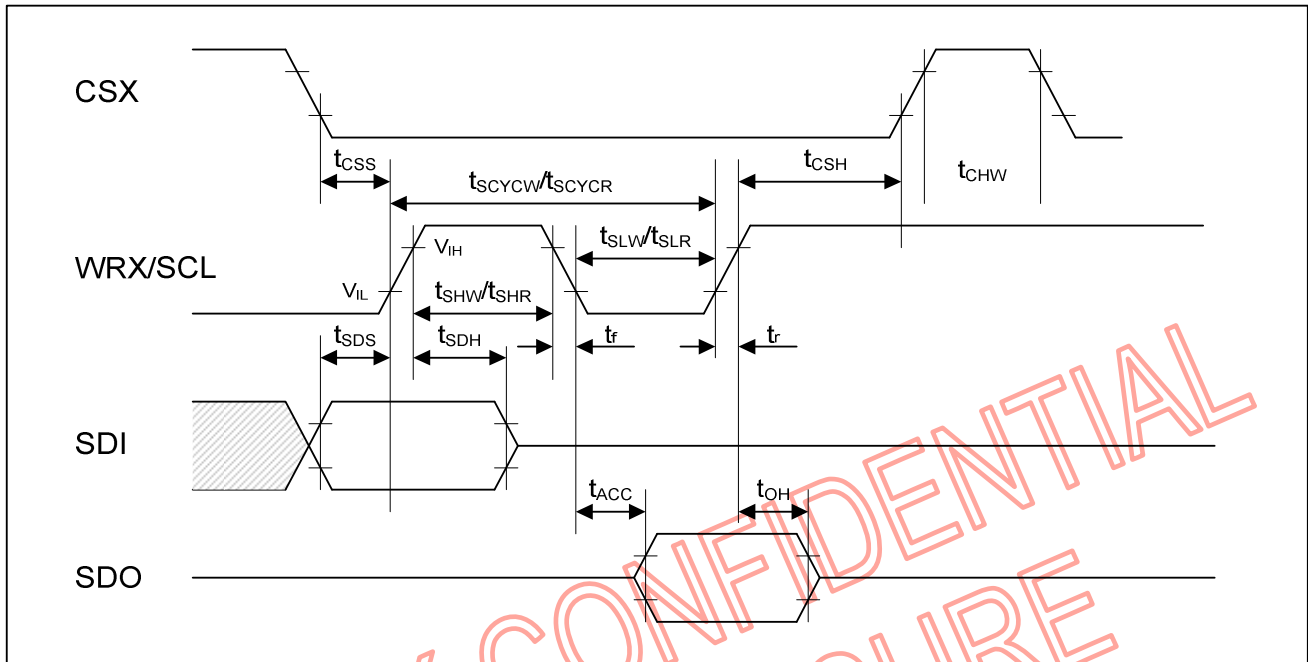 CSX
tCSS
tSCYCW/tSCYCR
tCSH
tCHW
WRX/SCL
VIH
VIL
tSLW/tSLR
tSHW/tSHR
tSDS
tSDH
tf
tr
SDI
tACC
tOH
SDO
CONFIDENTIAL